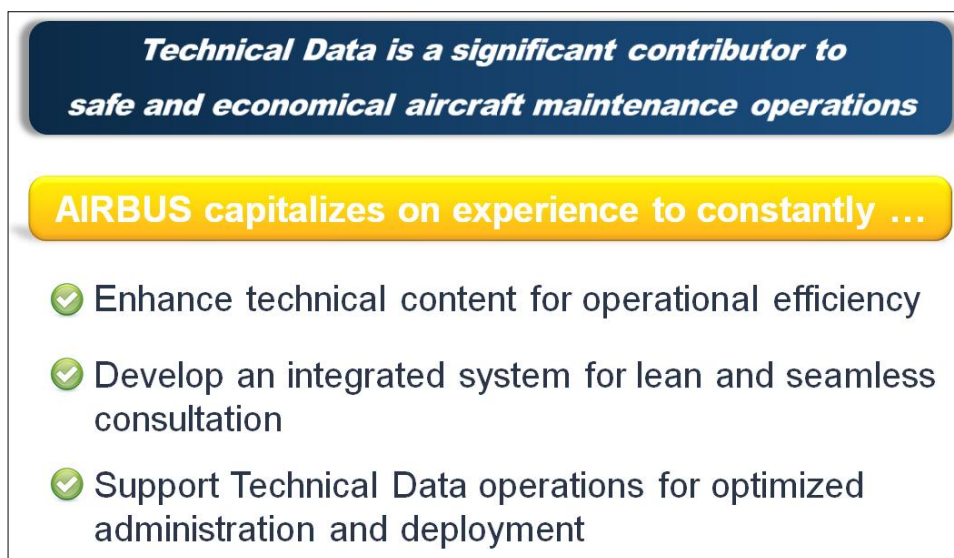 Technical Data is a significant contributor to
safe and economical aircraft maintenance operations
AIRBUS capitalizes on experience to constantly …
Enhance technical content for operational efficiency
Develop an integrated system for lean and seamless
consultation
Support Technical Data operations for optimized
administration and deployment